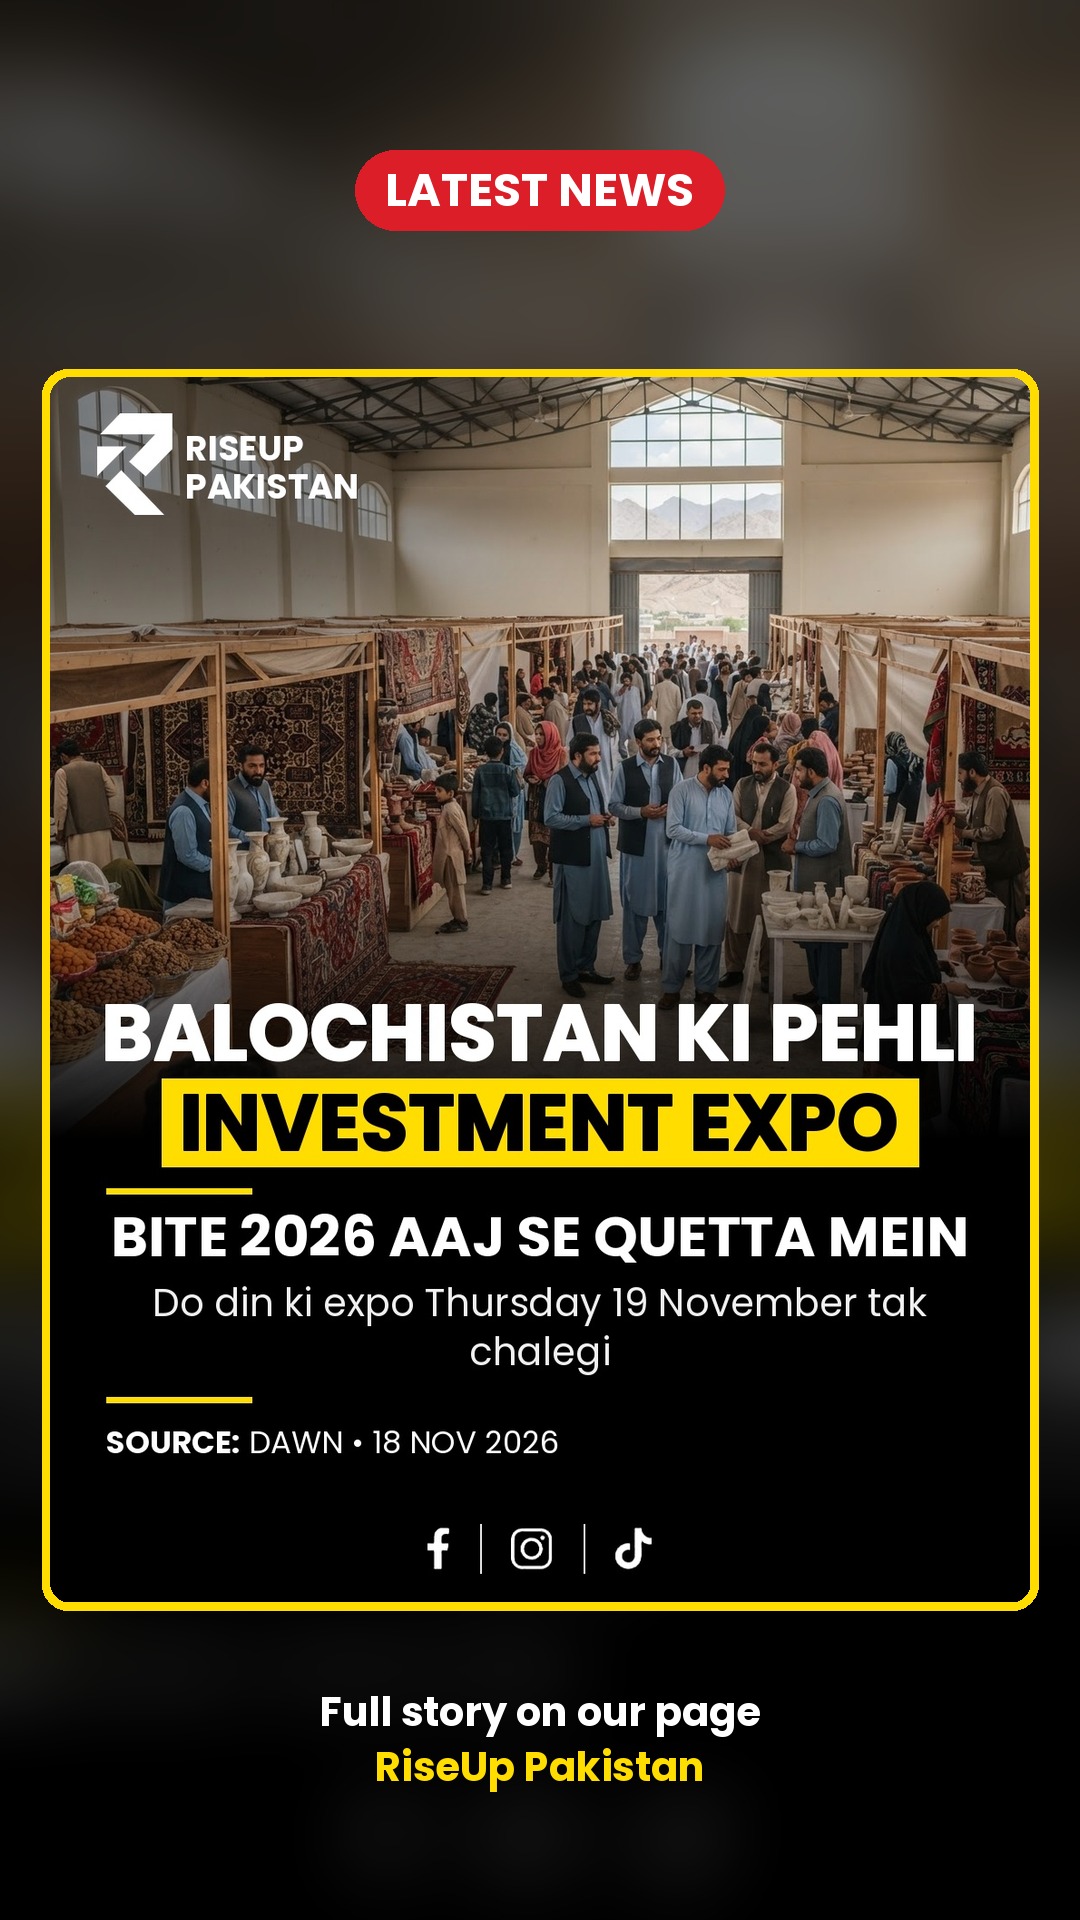 LATEST NEWS
RISEUP
PAKISTAN
BALOCHISTAN KI PEHLI
INVESTMENT EXPO
BITE 2026 AAJ SE QUETTA MEIN
Do din ki expo Thursday 19 November tak
chalegi
SOURCE: DAWN • 18 NOV 2026
Full story on our page
RiseUp Pakistan